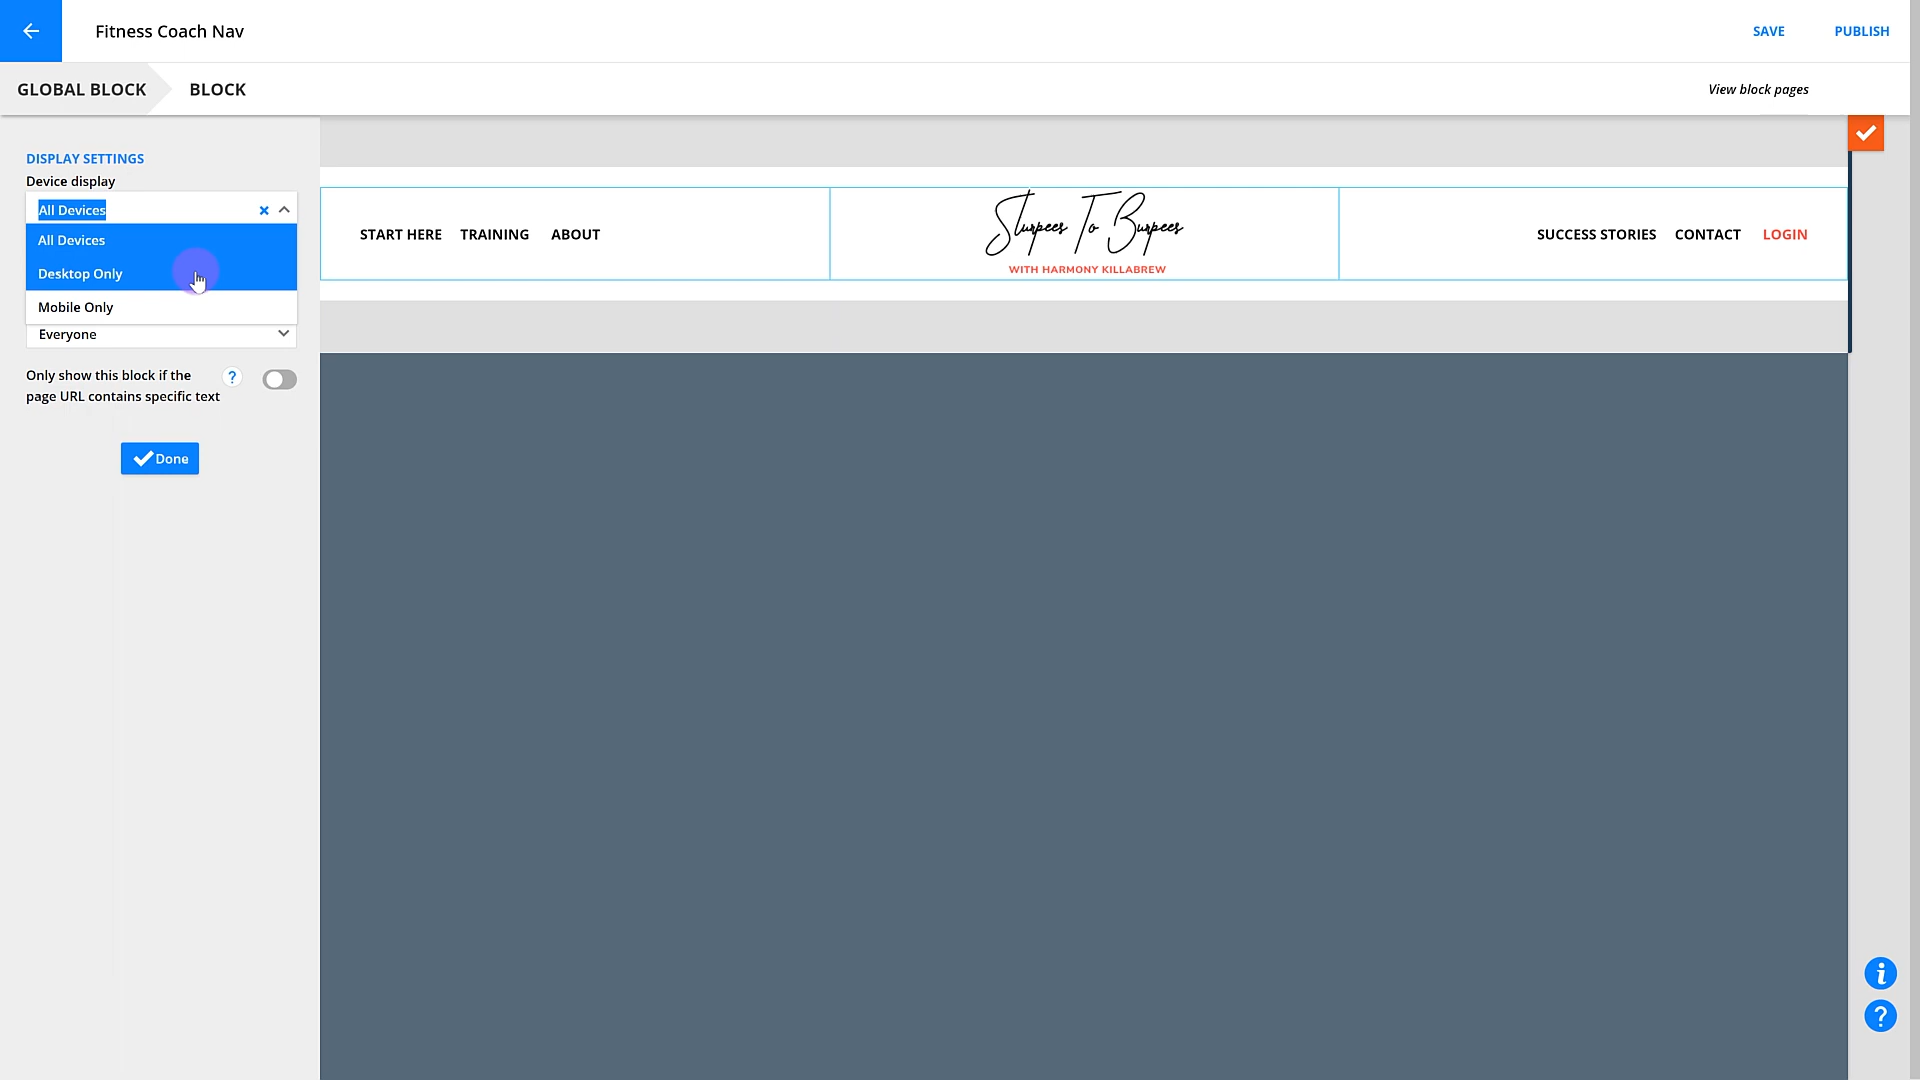 Fitness Coach Nav
SAVE
PUBLISH
GLOBAL BLOCK
BLOCK
View block pages
DISPLAY SETTINGS
Device display
All Devices
All Devices
Desktop Only
Mobile Only
Everyone
Only show this block if the
page URL contains specific text
?
Done
START HERE TRAINING ABOUT
Slurpees To Burpees
WITH HARMONY KILLABREW
SUCCESS STORIES CONTACT LOGIN
i
?